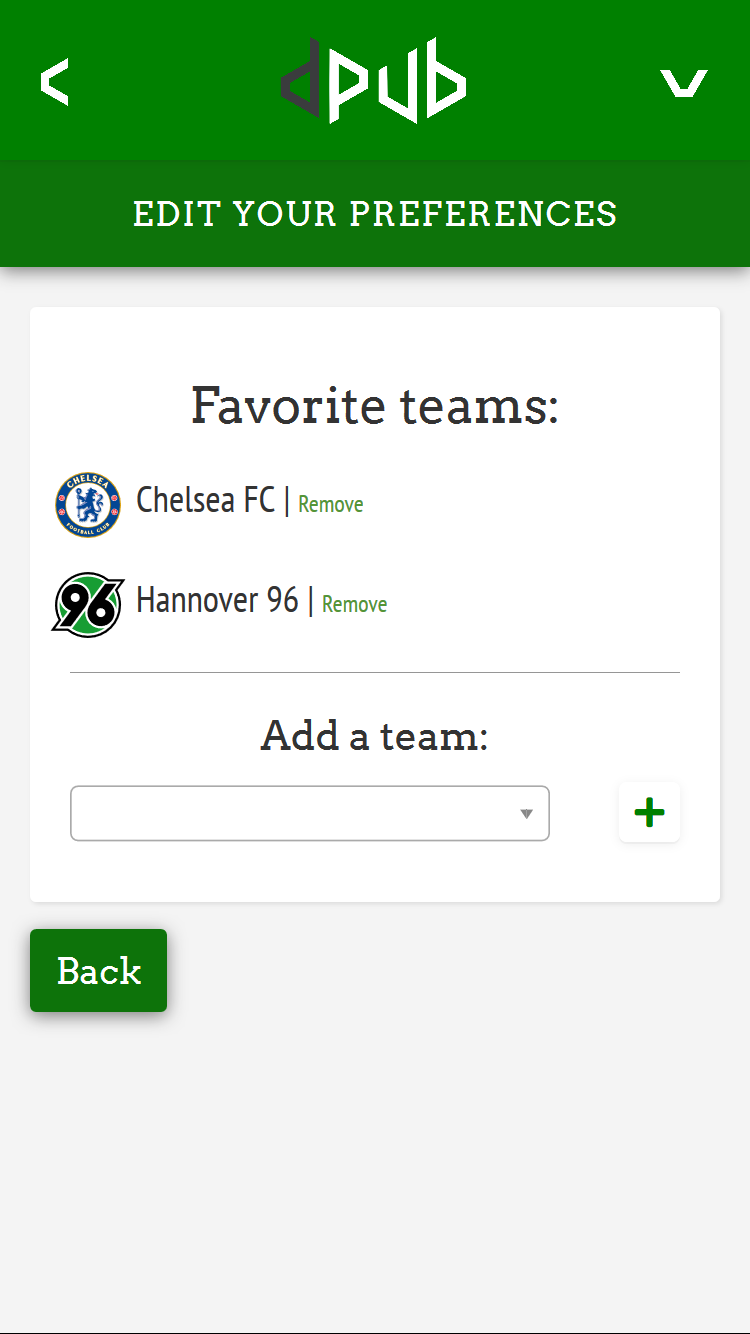 <
dpub
EDIT YOUR PREFERENCES
Favorite teams:
CHELSEA
FOOTBALL CLUB
Chelsea FC | Remove
96
Hannover 96 | Remove
Add a team:
+
Back